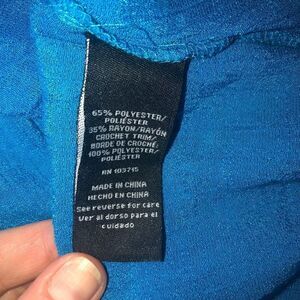 65% POLYESTER/
POLIÉSTER
35% RAYON/RAYÓN
CROCHET TRIM/
BORDE DE CROCHÉ:
100% POLYESTER/
POLIÉSTER
RN 103715
MADE IN CHINA
HECHO EN CHINA
See reverse for care
Ver al dorso para el
cuidado